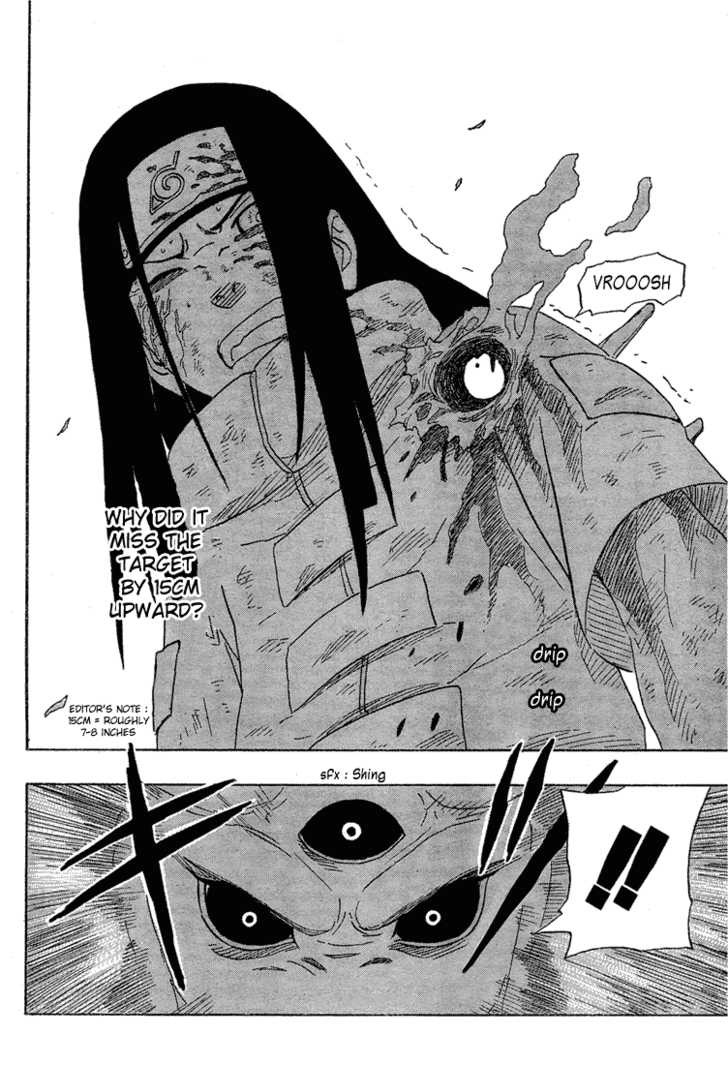 VROOOSH
WHY DID IT
MISS THE
TARGET
BY 15CM
UPWARD?
drip
drip
EDITOR'S NOTE :
15CM = ROUGHLY
7-8 INCHES
sfx : Shing
!!